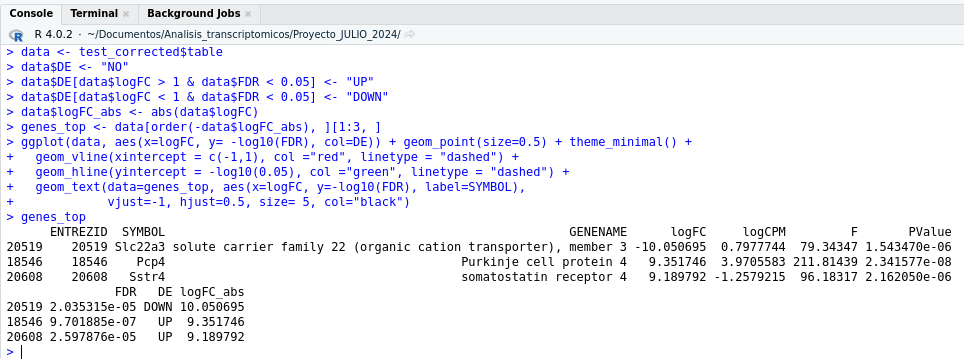 Console Terminal × Background Jobs ×
R 4.0.2 · ~/Documentos/Analisis_transcriptomicos/Proyecto_JULIO_2024/
> data <- test_corrected$table
> data$DE <- "NO"
> data$DE[data$logFC > 1 & data$FDR < 0.05] <- "UP"
> data$DE[data$logFC < 1 & data$FDR < 0.05] <- "DOWN"
> data$logFC_abs <- abs(data$logFC)
> genes_top <- data[order(-data$logFC_abs), ][1:3, ]
> ggplot(data, aes(x=logFC, y= -log10(FDR), col=DE)) + geom_point(size=0.5) + theme_minimal() +
+   geom_vline(xintercept = c(-1,1), col ="red", linetype = "dashed") +
+   geom_hline(yintercept = -log10(0.05), col ="green", linetype = "dashed") +
+   geom_text(data=genes_top, aes(x=logFC, y=-log10(FDR), label=SYMBOL),
+             vjust=-1, hjust=0.5, size= 5, col="black")
> genes_top
      ENTREZID  SYMBOL                                           GENENAME      logFC     logCPM         F       PValue
20519    20519 Slc22a3 solute carrier family 22 (organic cation transporter), member 3 -10.050695  0.7977744  79.34347 1.543470e-06
18546    18546    Pcp4                                 Purkinje cell protein 4   9.351746  3.9705583 211.81439 2.341577e-08
20608    20608   Sstr4                                 somatostatin receptor 4   9.189792 -1.2579215  96.18317 2.162050e-06
               FDR   DE logFC_abs
20519 2.035315e-05 DOWN 10.050695
18546 9.701885e-07   UP  9.351746
20608 2.597876e-05   UP  9.189792
>